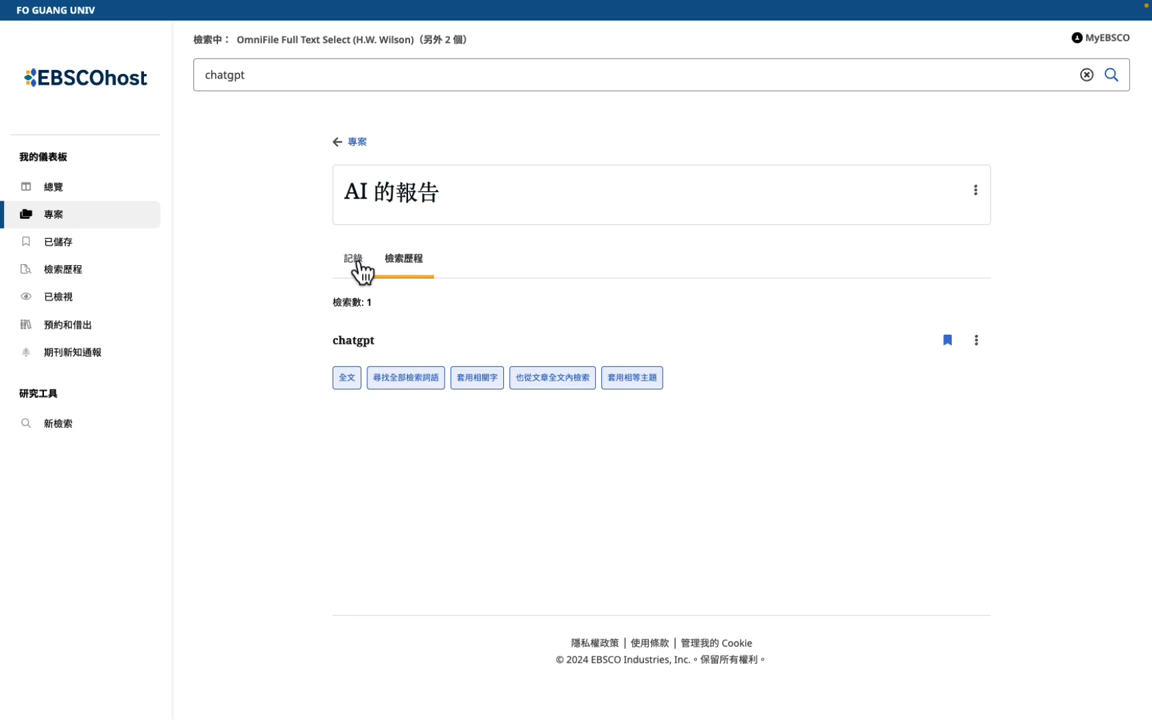 FO GUANG UNIV
檢索中： OmniFile Full Text Select (H.W. Wilson)（另外 2 個）
MyEBSCO
EBSCOhost
chatgpt
我的儀表板
總覽
專案
已儲存
檢索歷程
已檢視
預約和借出
期刊新知通報
研究工具
新檢索
專案
AI 的報告
記錄 檢索歷程
檢索數: 1
chatgpt
全文 尋找全部檢索詞語 套用相關字 也從文章全文內檢索 套用相等主題
隱私權政策 | 使用條款 | 管理我的 Cookie
© 2024 EBSCO Industries, Inc.。保留所有權利。